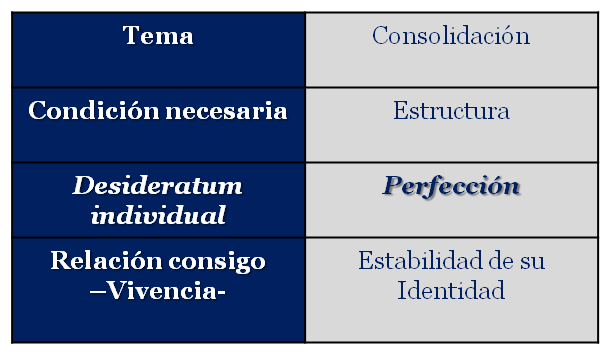 Tema
Consolidación
Condición necesaria
Estructura
Desideratum
individual
Perfección
Relación consigo
–Vivencia-
Estabilidad de su
Identidad